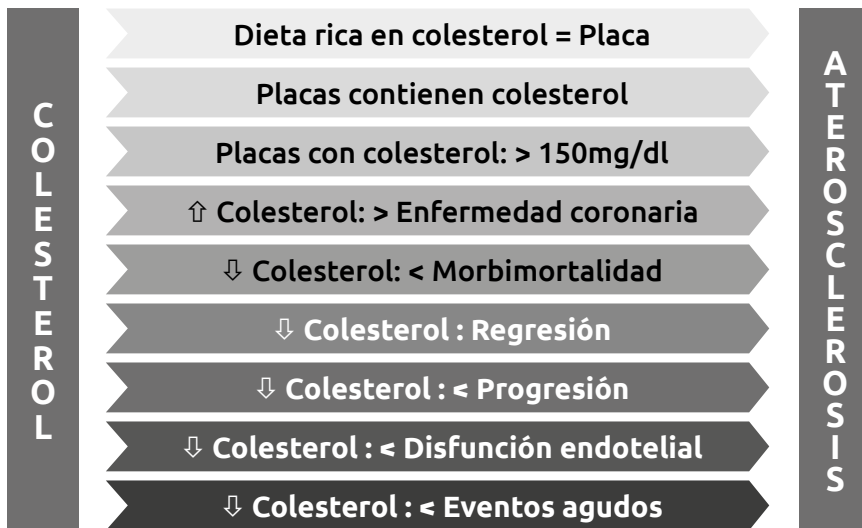 COLESTEROL
Dieta rica en colesterol = Placa
Placas contienen colesterol
Placas con colesterol: > 150mg/dl
⇧ Colesterol: > Enfermedad coronaria
⇩ Colesterol: < Morbimortalidad
⇩ Colesterol : Regresión
⇩ Colesterol : < Progresión
⇩ Colesterol : < Disfunción endotelial
⇩ Colesterol : < Eventos agudos
ATEROSCLEROSIS